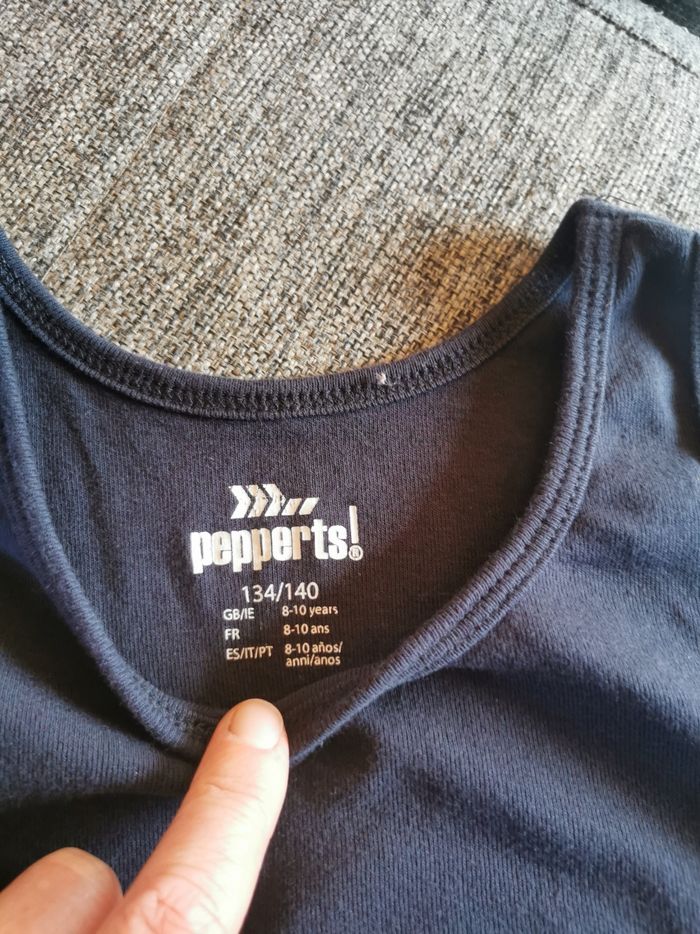 pepperts!®
134/140
GB/IE 8-10 years
FR 8-10 ans
ES/IT/PT 8-10 años/
anni/anos